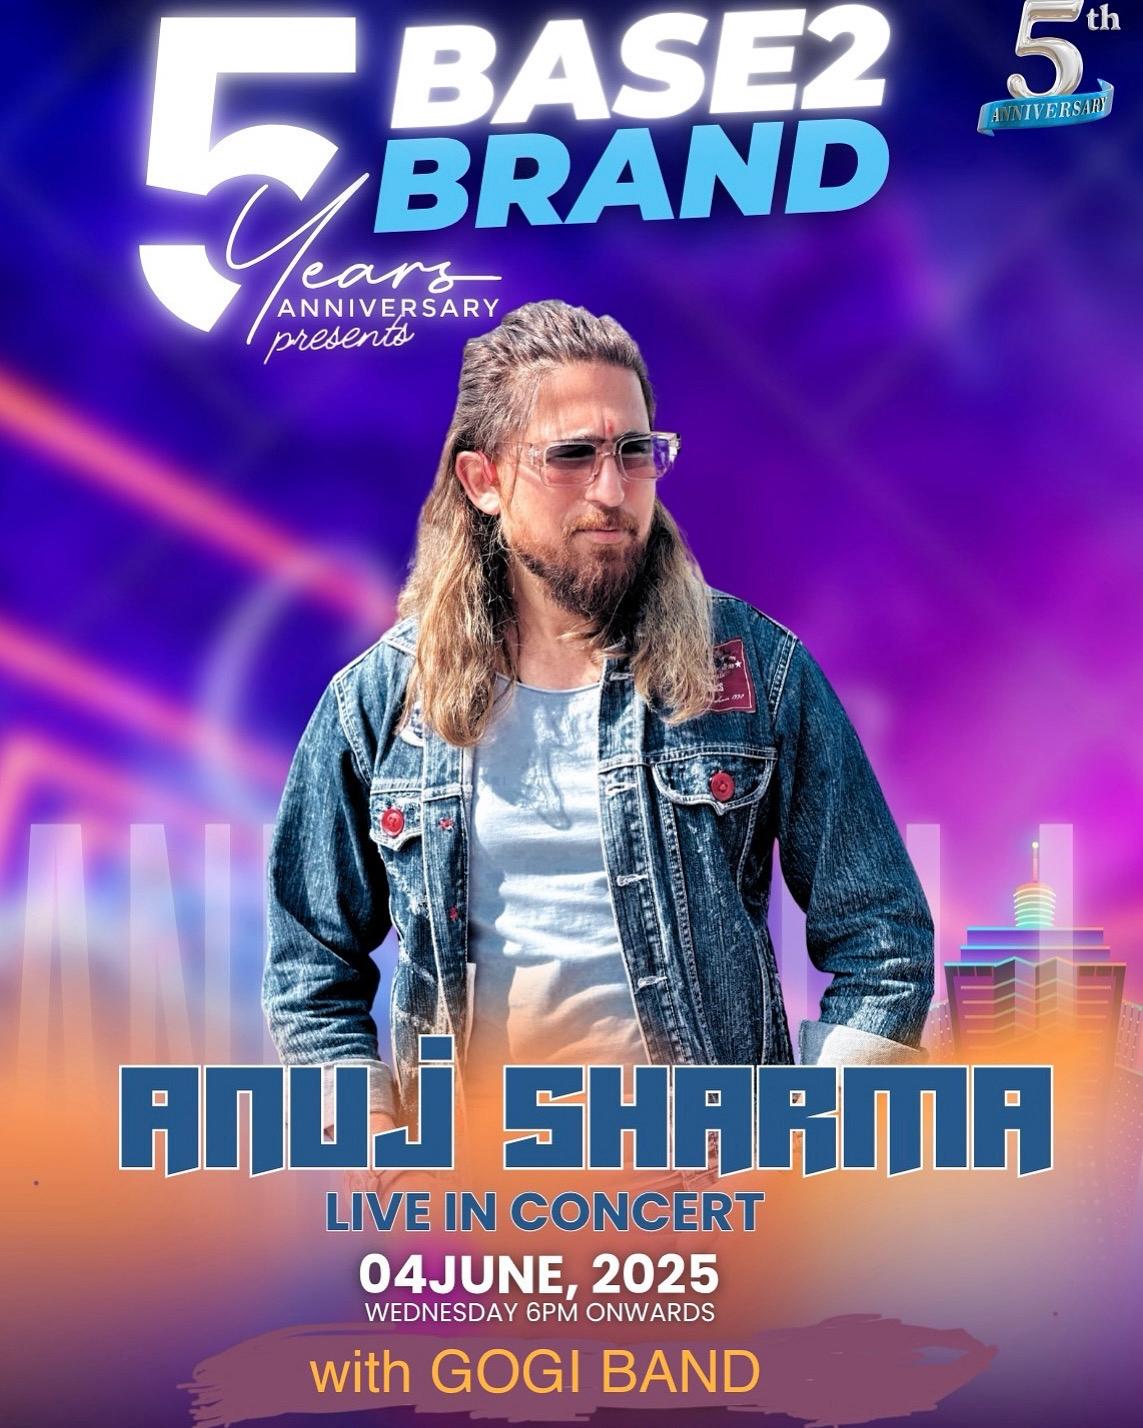 5 BASE2
BRAND
Years
ANNIVERSARY
presents
5th
ANNIVERSARY
ANUJ SHARMA
LIVE IN CONCERT
04JUNE, 2025
WEDNESDAY 6PM ONWARDS
with GOGI BAND